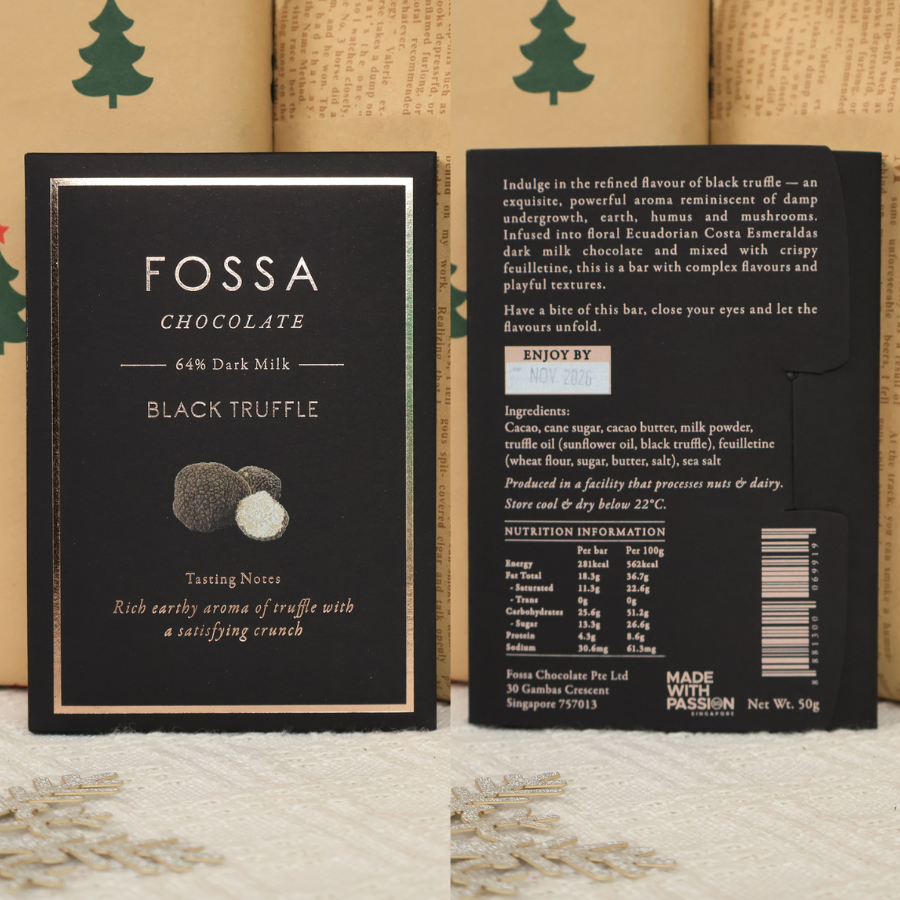 FOSSA
CHOCOLATE
64% Dark Milk
BLACK TRUFFLE
Tasting Notes
Rich earthy aroma of truffle with
a satisfying crunch
Indulge in the refined flavour of black truffle — an
exquisite, powerful aroma reminiscent of damp
undergrowth, earth, humus and mushrooms.
Infused into floral Ecuadorian Costa Esmeraldas
dark milk chocolate and mixed with crispy
feuilletine, this is a bar with complex flavours and
playful textures.
Have a bite of this bar, close your eyes and let the
flavours unfold.
ENJOY BY
NOV 2026
Ingredients:
Cacao, cane sugar, cacao butter, milk powder,
truffle oil (sunflower oil, black truffle), feuilletine
(wheat flour, sugar, butter, salt), sea salt
Produced in a facility that processes nuts & dairy.
Store cool & dry below 22°C.
NUTRITION INFORMATION
Per bar Per 100g
Energy 281kcal 562kcal
Fat Total 18.3g 36.7g
- Saturated 11.3g 22.6g
- Trans 0g 0g
Carbohydrates 25.6g 51.2g
- Sugar 13.3g 26.6g
Protein 4.3g 8.6g
Sodium 30.6mg 61.3mg
Fossa Chocolate Pte Ltd
30 Gambas Crescent
Singapore 757013
MADE
WITH
PASSION
SINGAPORE
Net Wt. 50g
8 881300 069919